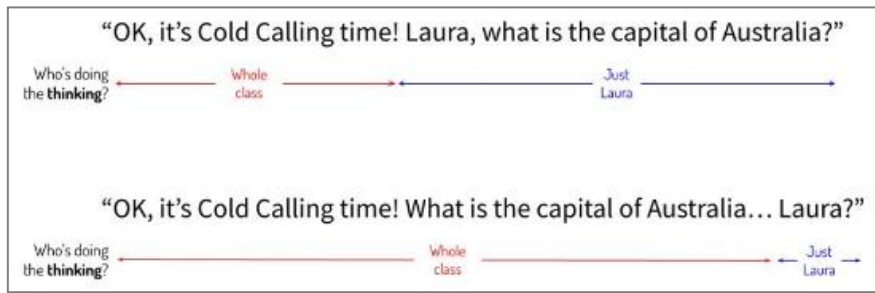 “OK, it’s Cold Calling time! Laura, what is the capital of Australia?”
Who’s doing
the thinking?
Whole
class
Just
Laura
“OK, it’s Cold Calling time! What is the capital of Australia… Laura?”
Who’s doing
the thinking?
Whole
class
Just
Laura